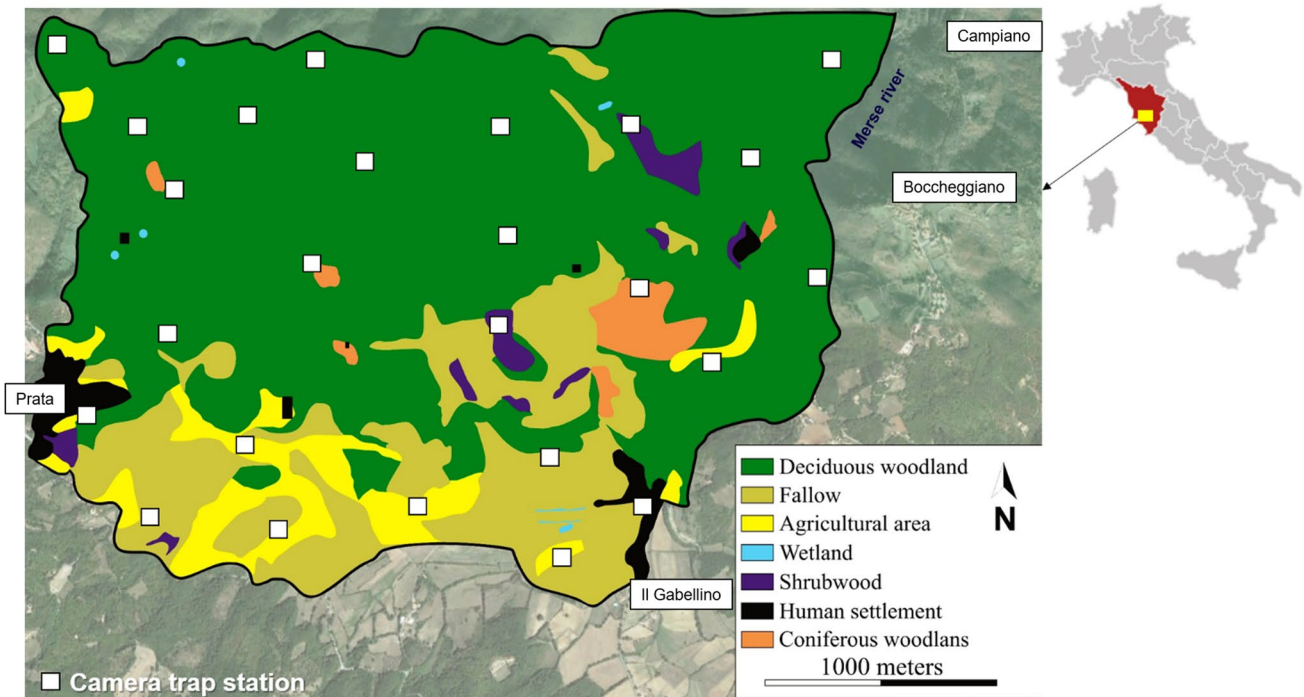 Campiano
Merse river
Boccheggiano
Prata
Deciduous woodland
Fallow
Agricultural area
Wetland
Shrubwood
Human settlement
Coniferous woodlans
N
Il Gabellino
1000 meters
Camera trap station